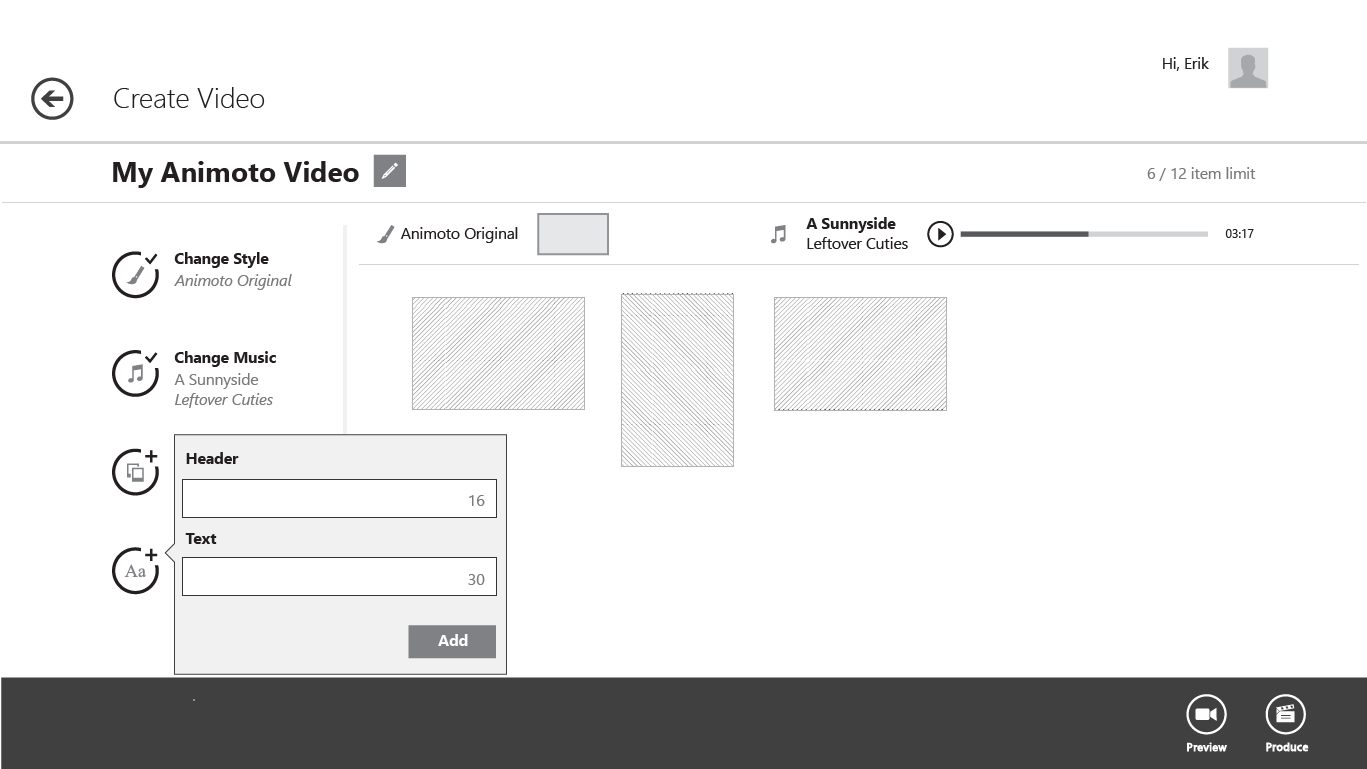 Hi, Erik
Create Video
My Animoto Video
6 / 12 item limit
Change Style
Animoto Original
Change Music
A Sunnyside
Leftover Cuties
Aa
Animoto Original
A Sunnyside
Leftover Cuties
03:17
Header
16
Text
30
Add
Preview
Produce